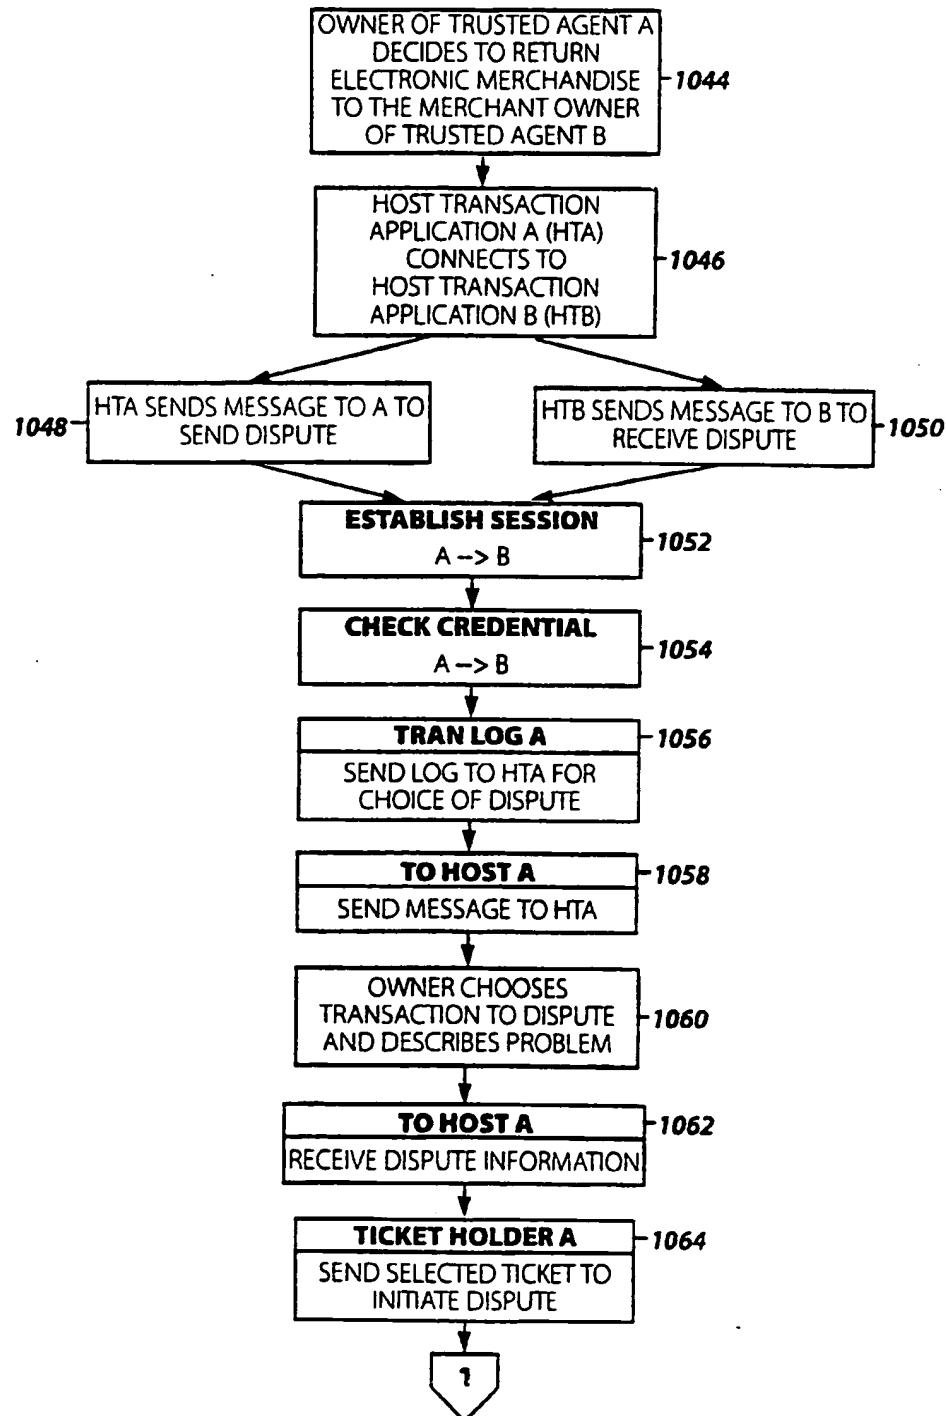 OWNER OF TRUSTED AGENT A
DECIDES TO RETURN
ELECTRONIC MERCHANDISE
TO THE MERCHANT OWNER
OF TRUSTED AGENT B
1044
HOST TRANSACTION
APPLICATION A (HTA)
CONNECTS TO
HOST TRANSACTION
APPLICATION B (HTB)
1046
1048
HTA SENDS MESSAGE TO A TO
SEND DISPUTE
HTB SENDS MESSAGE TO B TO
RECEIVE DISPUTE
1050
ESTABLISH SESSION
A --> B
1052
CHECK CREDENTIAL
A --> B
1054
TRAN LOG A
1056
SEND LOG TO HTA FOR
CHOICE OF DISPUTE
TO HOST A
1058
SEND MESSAGE TO HTA
OWNER CHOOSES
TRANSACTION TO DISPUTE
AND DESCRIBES PROBLEM
1060
TO HOST A
1062
RECEIVE DISPUTE INFORMATION
TICKET HOLDER A
1064
SEND SELECTED TICKET TO
INITIATE DISPUTE
1